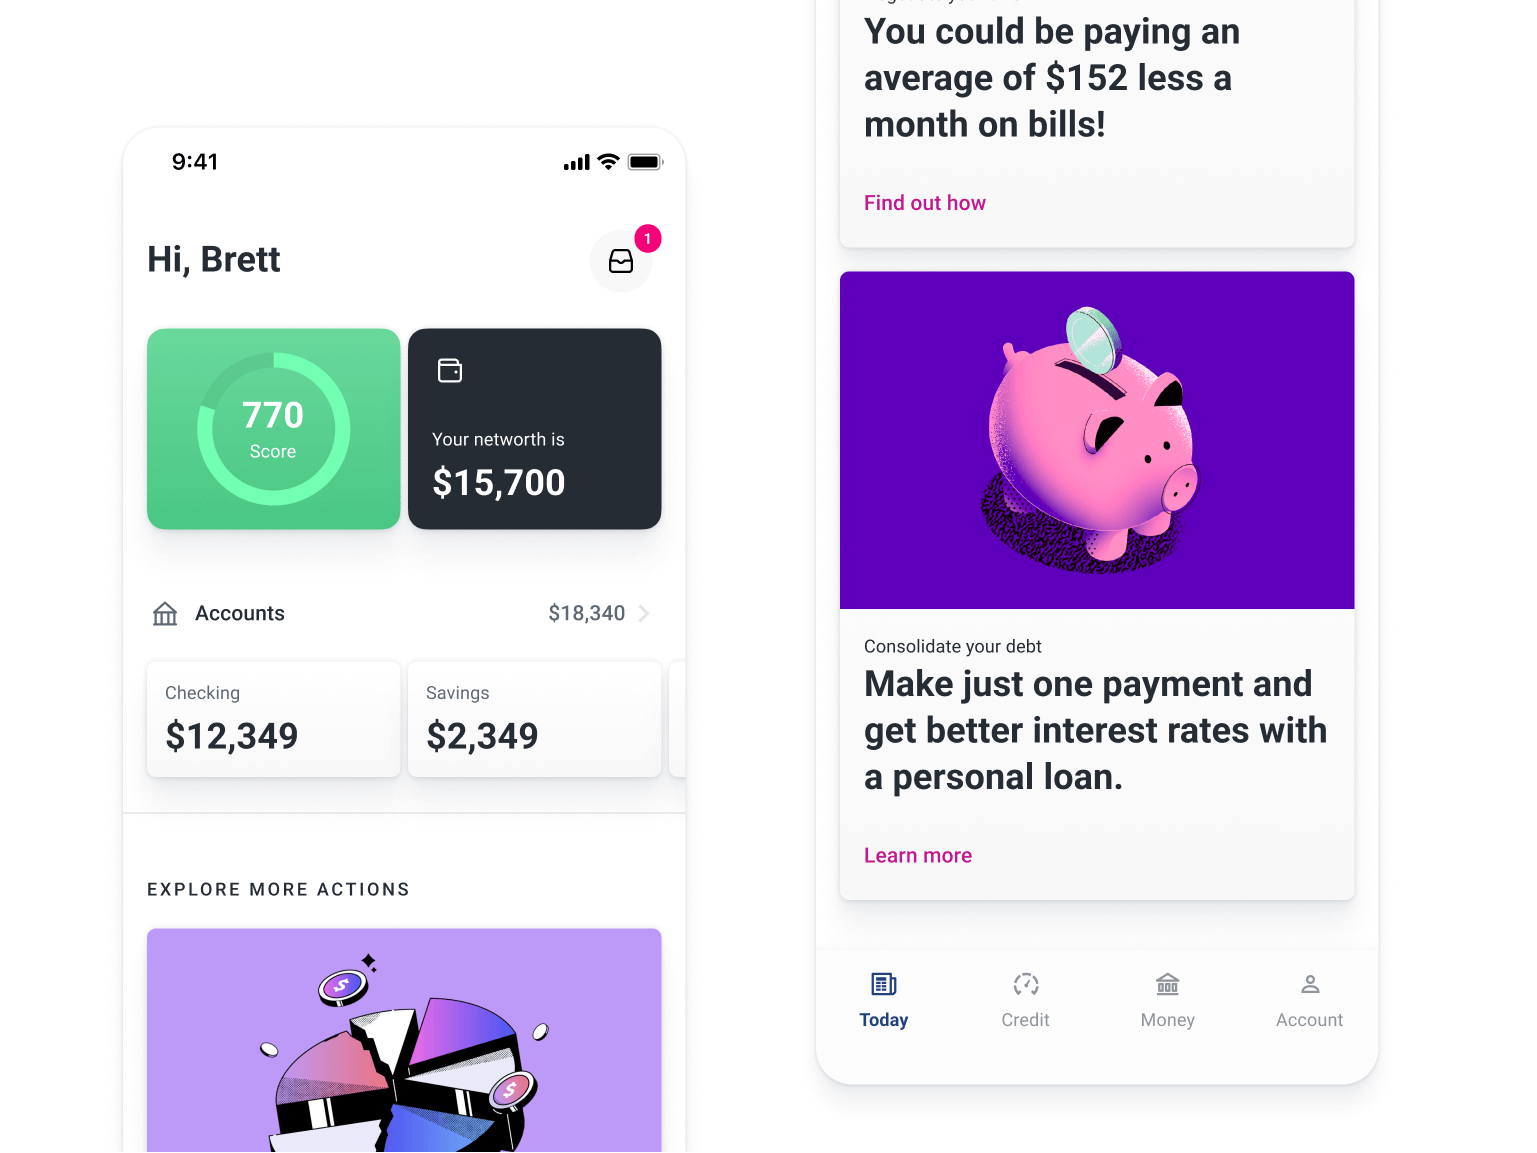 9:41
Hi, Brett
1
770
Score
Your networth is
$15,700
Accounts
$18,340
Checking
$12,349
Savings
$2,349
EXPLORE MORE ACTIONS
$
$
You could be paying an
average of $152 less a
month on bills!
Find out how
Consolidate your debt
Make just one payment and
get better interest rates with
a personal loan.
Learn more
Today
Credit
Money
Account